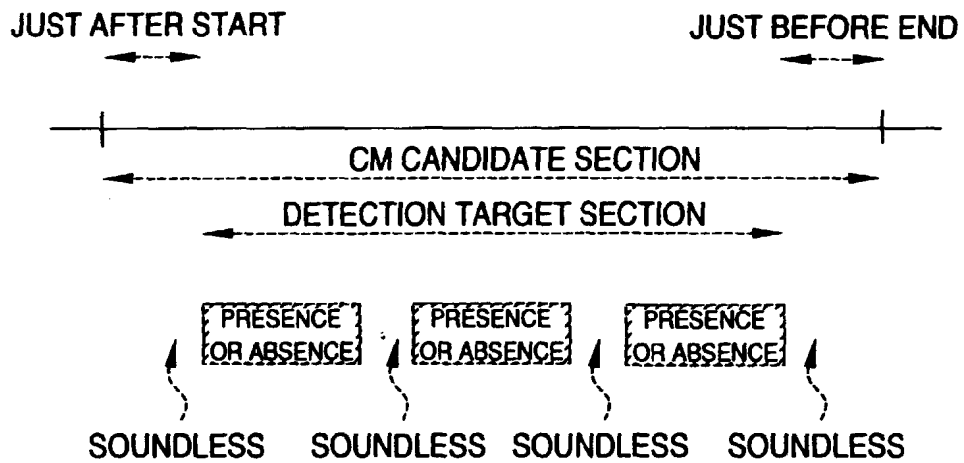 JUST AFTER START
JUST BEFORE END
CM CANDIDATE SECTION
DETECTION TARGET SECTION
PRESENCE
OR ABSENCE
PRESENCE
OR ABSENCE
PRESENCE
OR ABSENCE
SOUNDLESS
SOUNDLESS
SOUNDLESS
SOUNDLESS